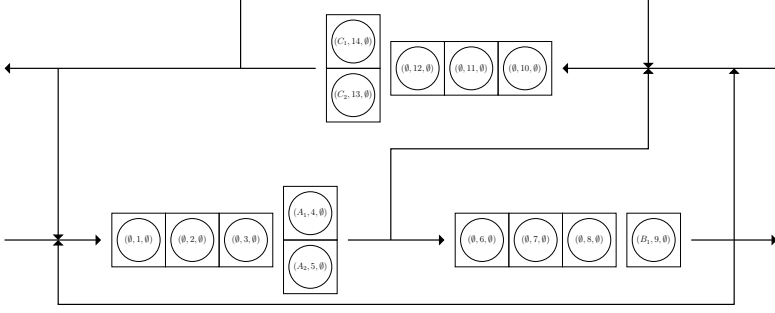 (C₁, 14, ∅)
(∅, 12, ∅) (∅, 11, ∅) (∅, 10, ∅)
(C₂, 13, ∅)
(A₁, 4, ∅)
(∅, 1, ∅) (∅, 2, ∅) (∅, 3, ∅) (∅, 6, ∅) (∅, 7, ∅) (∅, 8, ∅) (B₁, 9, ∅)
(A₂, 5, ∅)